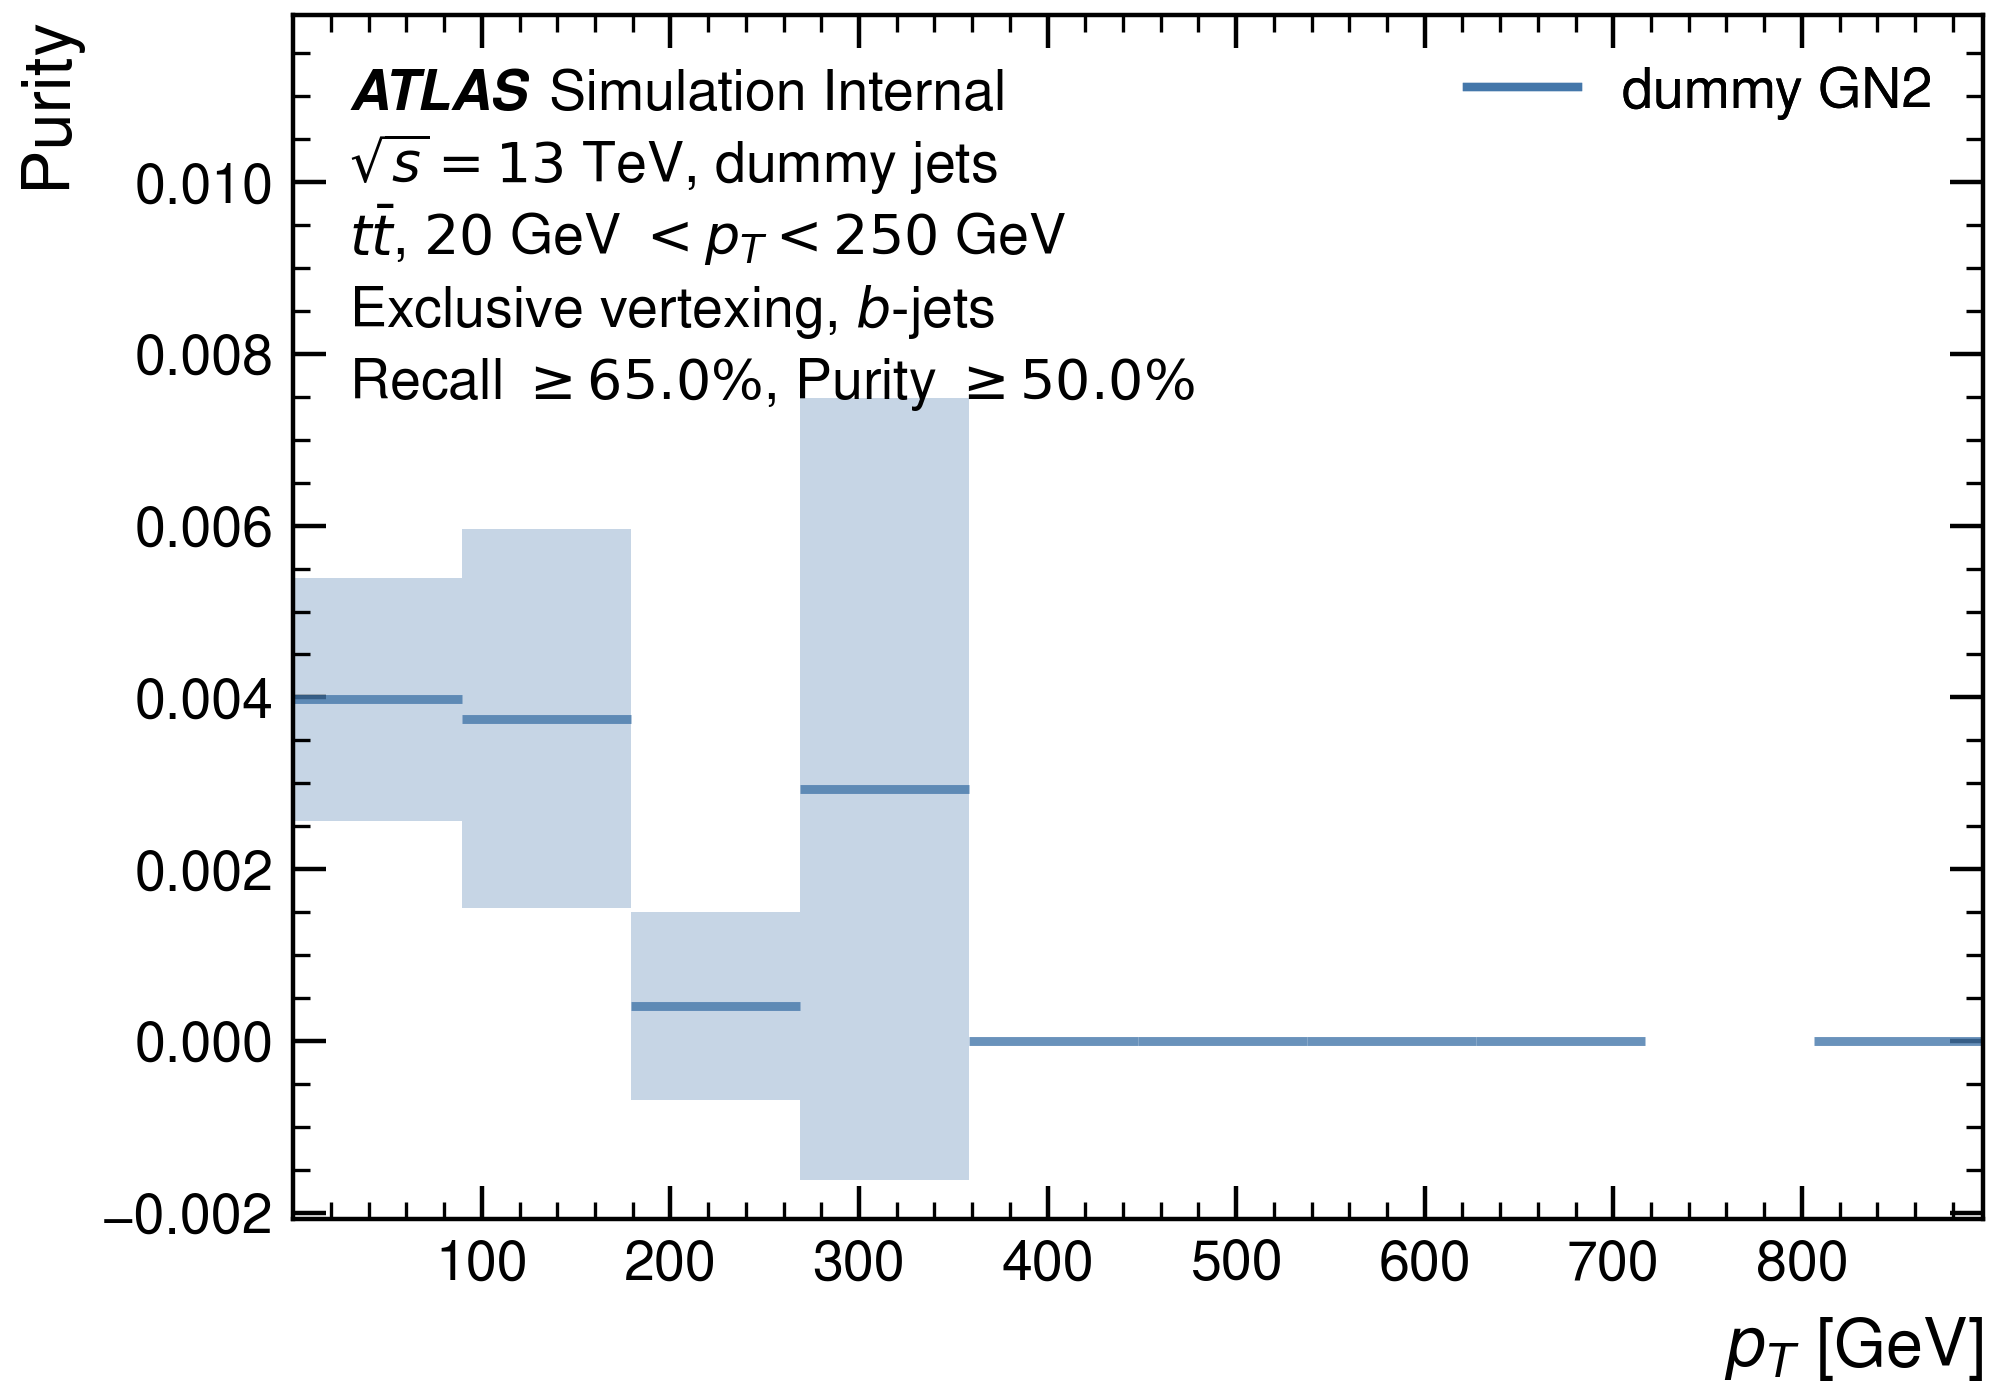 Purity
ATLAS Simulation Internal
√s = 13 TeV, dummy jets
tt̄, 20 GeV < p_T < 250 GeV
Exclusive vertexing, b-jets
Recall ≥ 65.0%, Purity ≥ 50.0%
dummy GN2
0.010
0.008
0.006
0.004
0.002
0.000
−0.002
100 200 300 400 500 600 700 800
p_T [GeV]